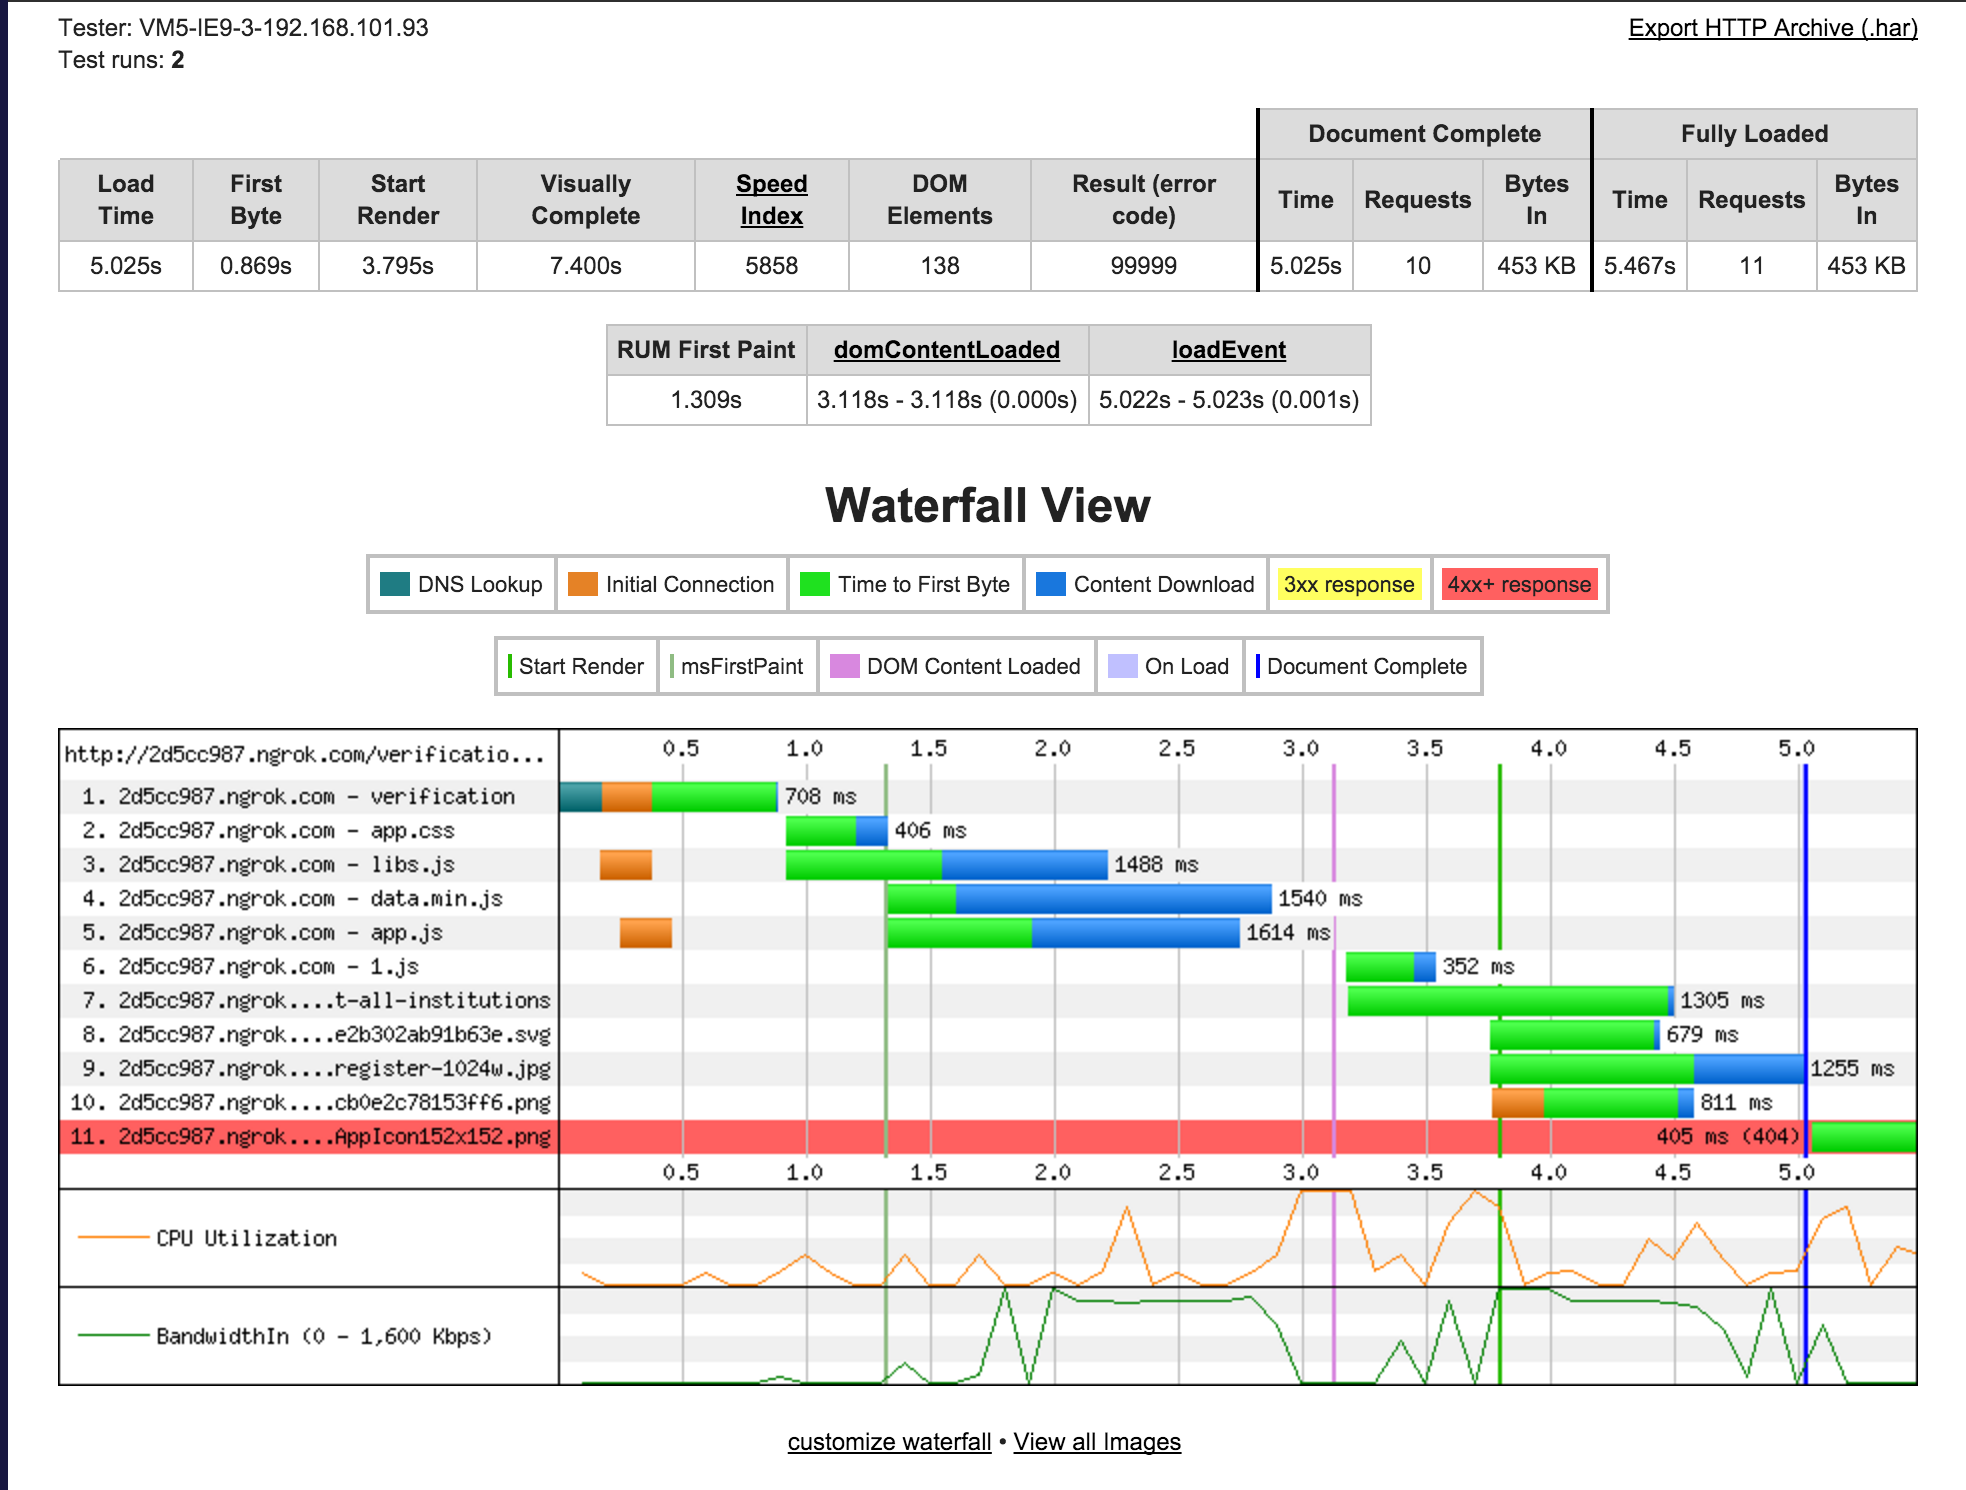 Tester: VM5-IE9-3-192.168.101.93
Export HTTP Archive (.har)
Test runs: 2
Document Complete Fully Loaded
Load Time First Byte Start Render Visually Complete Speed Index DOM Elements Result (error code) Time Requests Bytes In Time Requests Bytes In
5.025s 0.869s 3.795s 7.400s 5858 138 99999 5.025s 10 453 KB 5.467s 11 453 KB
RUM First Paint domContentLoaded loadEvent
1.309s 3.118s - 3.118s (0.000s) 5.022s - 5.023s (0.001s)
Waterfall View
DNS Lookup Initial Connection Time to First Byte Content Download 3xx response 4xx+ response
Start Render msFirstPaint DOM Content Loaded On Load Document Complete
http://2d5cc987.ngrok.com/verificatio... 0.5 1.0 1.5 2.0 2.5 3.0 3.5 4.0 4.5 5.0
1. 2d5cc987.ngrok.com - verification 708 ms
2. 2d5cc987.ngrok.com - app.css 406 ms
3. 2d5cc987.ngrok.com - libs.js 1488 ms
4. 2d5cc987.ngrok.com - data.min.js 1540 ms
5. 2d5cc987.ngrok.com - app.js 1614 ms
6. 2d5cc987.ngrok.com - 1.js 352 ms
7. 2d5cc987.ngrok....t-all-institutions 1305 ms
8. 2d5cc987.ngrok....e2b302ab91b63e.svg 679 ms
9. 2d5cc987.ngrok....register-1024w.jpg 1255 ms
10. 2d5cc987.ngrok....cb0e2c78153ff6.png 811 ms
11. 2d5cc987.ngrok....AppIcon152x152.png 405 ms (404)
0.5 1.0 1.5 2.0 2.5 3.0 3.5 4.0 4.5 5.0
CPU Utilization
BandwidthIn (0 - 1,600 Kbps)
customize waterfall • View all Images